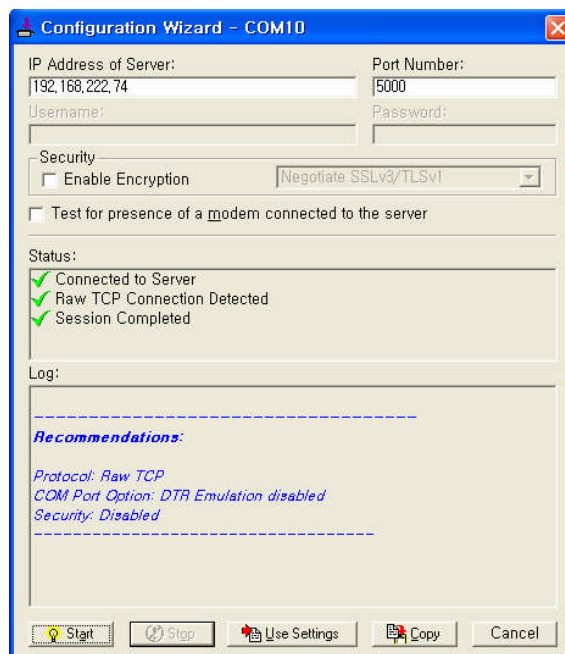 Configuration Wizard - COM10
IP Address of Server:
Port Number:
192,168,222,74
5000
Username:
Password:
Security
Enable Encryption
Negotiate SSLv3/TLSv1
Test for presence of a modem connected to the server
Status:
Connected to Server
Raw TCP Connection Detected
Session Completed
Log:
Recommendations:
Protocol: Raw TCP
COM Port Option: DTR Emulation disabled
Security: Disabled
Start
Stop
Use Settings
Copy
Cancel